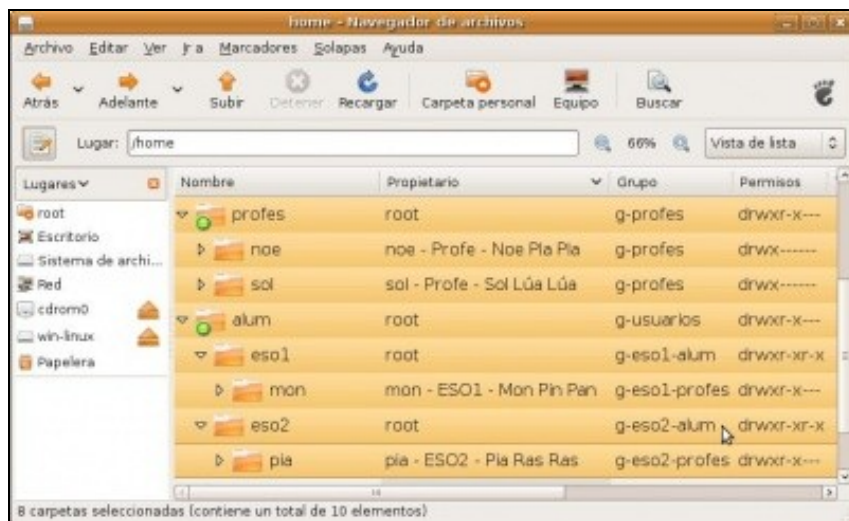 home - Navegador de archivos
Archivo Editar Ver Ir a Marcadores Solapas Ayuda
Atrás Adelante Subir Detener Recargar Carpeta personal Equipo Buscar
Lugar: /home 66% Vista de lista
Lugares Nombre Propietario Grupo Permisos
root
Escritorio
Sistema de archi...
Red
cdrom0
win-linux
Papelera
profes root g-profes drwxr-x---
noe noe - Profe - Noe Pla Pla g-profes drwx------
sol sol - Profe - Sol Lúa Lúa g-profes drwx------
alum root g-usuarios drwxr-x---
eso1 root g-eso1-alum drwxr-xr-x
mon mon - ESO1 - Mon Pin Pan g-eso1-profes drwxr-x---
eso2 root g-eso2-alum drwxr-xr-x
pia pia - ESO2 - Pia Ras Ras g-eso2-profes drwxr-x---
8 carpetas seleccionadas (contiene un total de 10 elementos)